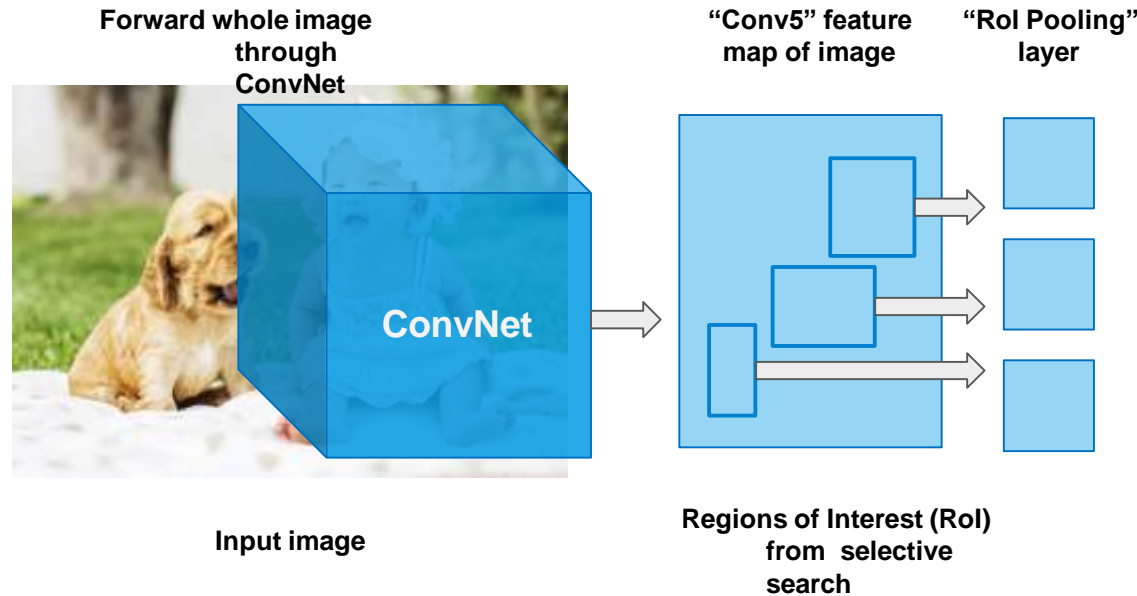 Forward whole image
through
ConvNet
“Conv5” feature
map of image
“RoI Pooling”
layer
ConvNet
Input image
Regions of Interest (RoI)
from selective
search